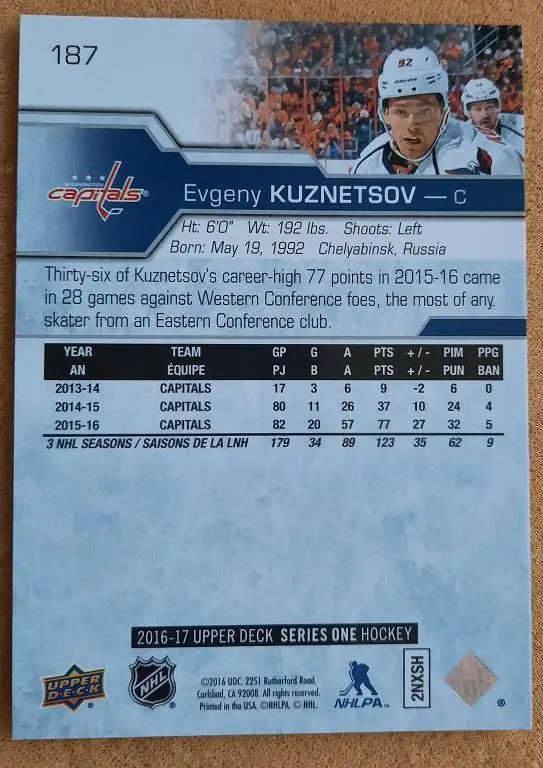 187
92
WASHINGTON
capitals
Evgeny KUZNETSOV — C
Ht: 6'0" Wt: 192 lbs. Shoots: Left
Born: May 19, 1992 Chelyabinsk, Russia
Thirty-six of Kuznetsov's career-high 77 points in 2015-16 came
in 28 games against Western Conference foes, the most of any
skater from an Eastern Conference club.
YEAR TEAM GP G A PTS + / - PIM PPG
AN ÉQUIPE PJ B A PTS + / - PUN BAN
2013-14 CAPITALS 17 3 6 9 -2 6 0
2014-15 CAPITALS 80 11 26 37 10 24 4
2015-16 CAPITALS 82 20 57 77 27 32 5
3 NHL SEASONS / SAISONS DE LA LNH 179 34 89 123 35 62 9
2016-17 UPPER DECK SERIES ONE HOCKEY
UPPER DECK
NHL
©2016 UDC. 2251 Rutherford Road,
Carlsbad, CA 92008. All rights reserved.
Printed in the USA. ©NHLPA. © NHL.
NHLPA
2NXSH